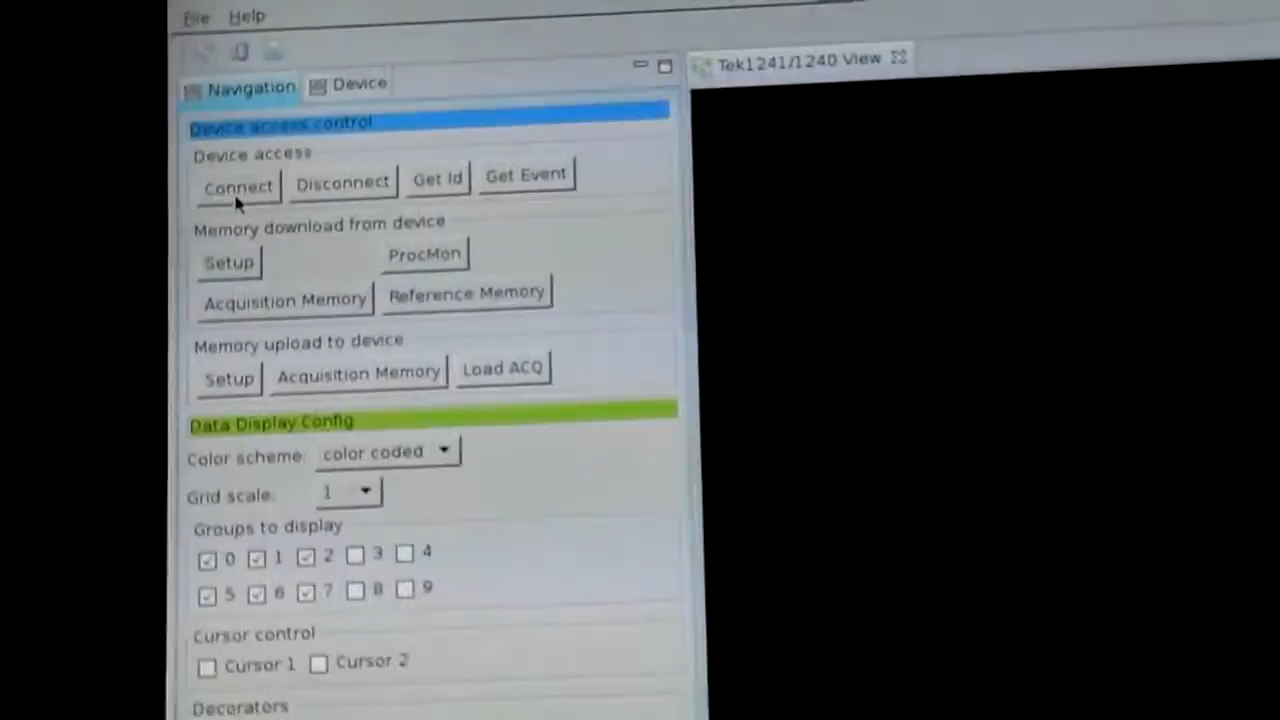 File Help
Navigation Device Tek1241/1240 View
Device access control
Device access
Connect Disconnect Get Id Get Event
Memory download from device
Setup ProcMon
Acquisition Memory Reference Memory
Memory upload to device
Setup Acquisition Memory Load ACQ
Data Display Config
Color scheme: color coded
Grid scale: 1
Groups to display
0 1 2 3 4
5 6 7 8 9
Cursor control
Cursor 1 Cursor 2
Decorators